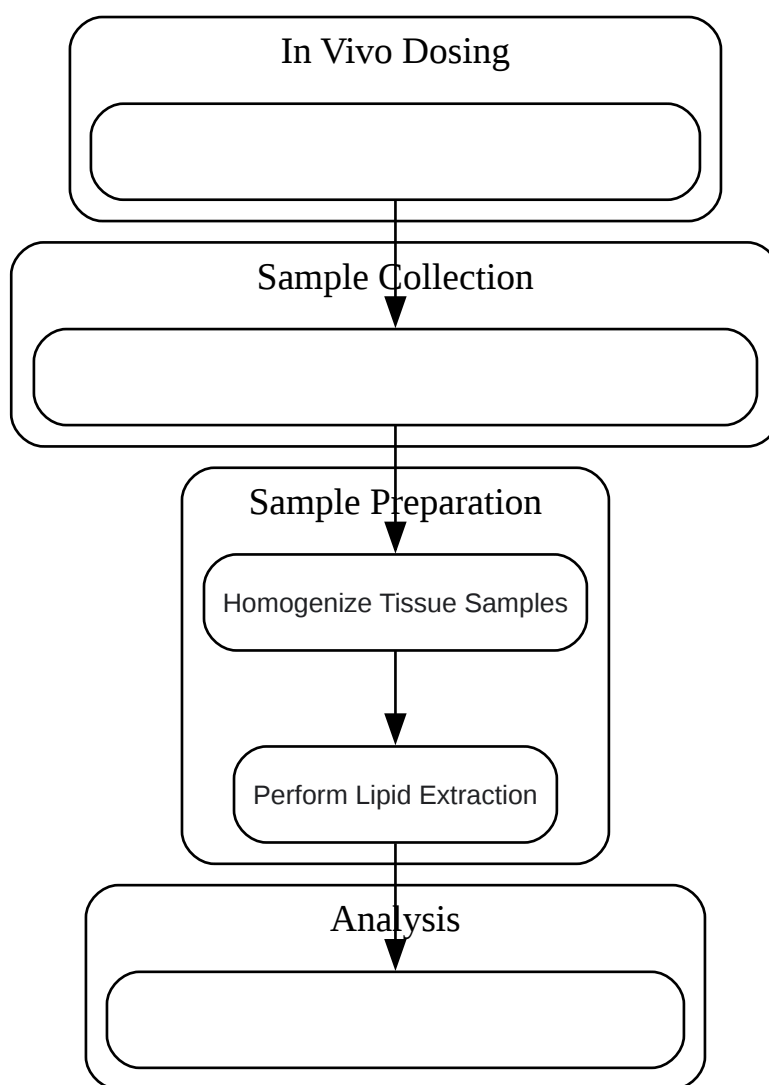 In Vivo Dosing
Sample Collection
Sample Preparation
Homogenize Tissue Samples
Perform Lipid Extraction
Analysis